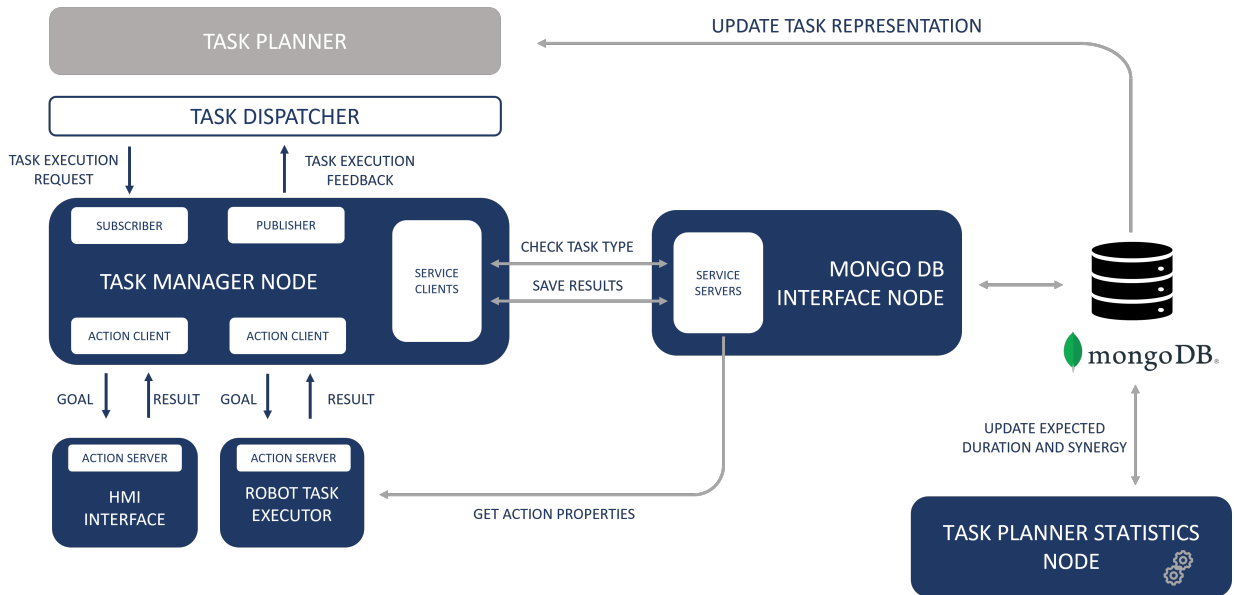 TASK PLANNER
UPDATE TASK REPRESENTATION
TASK DISPATCHER
TASK EXECUTION
REQUEST
TASK EXECUTION
FEEDBACK
SUBSCRIBER
PUBLISHER
TASK MANAGER NODE
SERVICE
CLIENTS
ACTION CLIENT
ACTION CLIENT
CHECK TASK TYPE
SAVE RESULTS
SERVICE
SERVERS
MONGO DB
INTERFACE NODE
mongoDB®
GOAL
RESULT
GOAL
RESULT
ACTION SERVER
HMI
INTERFACE
ACTION SERVER
ROBOT TASK
EXECUTOR
GET ACTION PROPERTIES
UPDATE EXPECTED
DURATION AND SYNERGY
TASK PLANNER STATISTICS
NODE